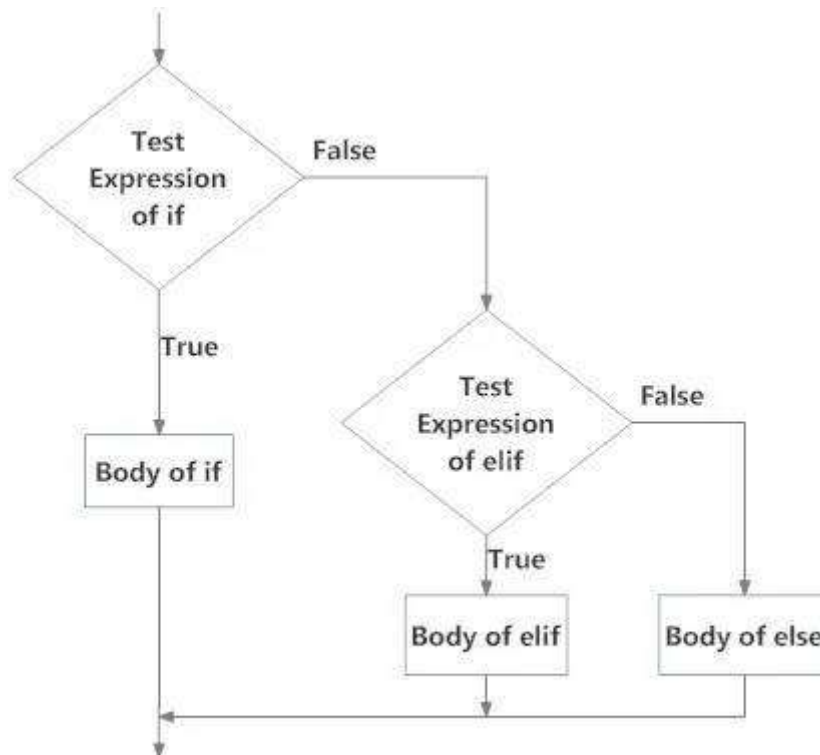 Test
Expression
of if
False
True
Body of if
Test
Expression
of elif
False
True
Body of elif
Body of else